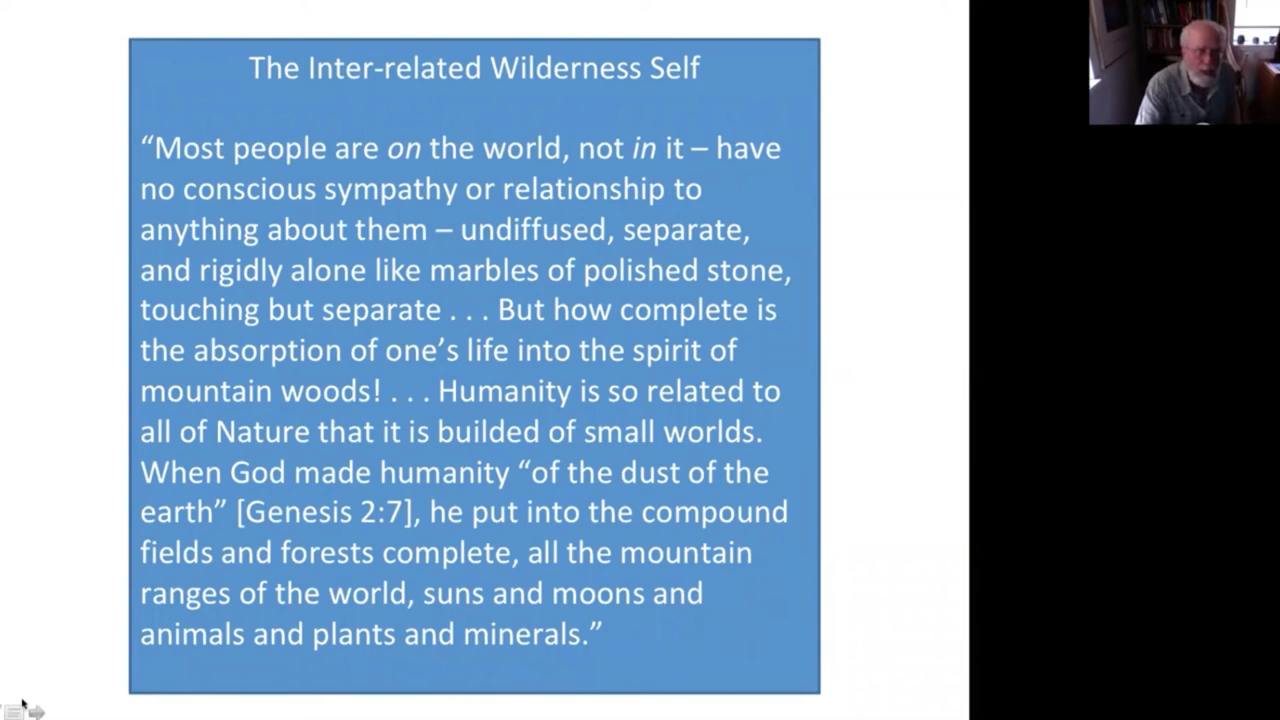 The Inter-related Wilderness Self
“Most people are on the world, not in it – have
no conscious sympathy or relationship to
anything about them – undiffused, separate,
and rigidly alone like marbles of polished stone,
touching but separate . . . But how complete is
the absorption of one’s life into the spirit of
mountain woods! . . . Humanity is so related to
all of Nature that it is builded of small worlds.
When God made humanity “of the dust of the
earth” [Genesis 2:7], he put into the compound
fields and forests complete, all the mountain
ranges of the world, suns and moons and
animals and plants and minerals.”